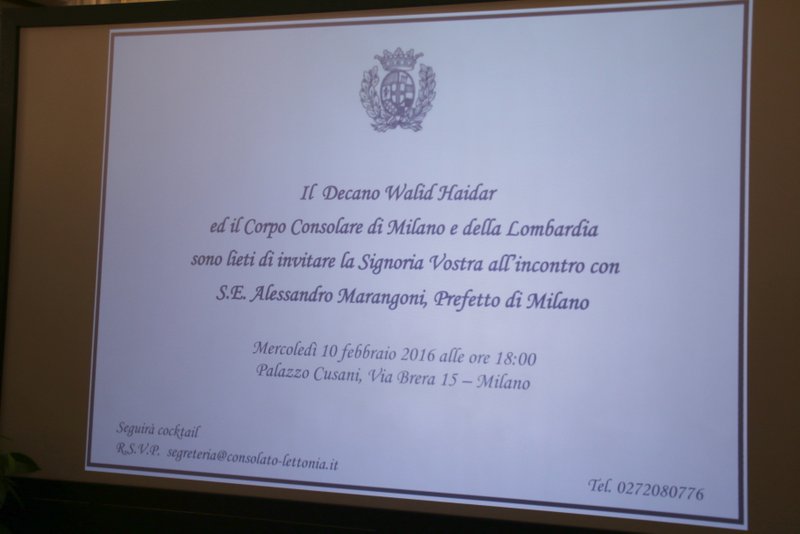 Il Decano Walid Haidar
ed il Corpo Consolare di Milano e della Lombardia
sono lieti di invitare la Signoria Vostra all'incontro con
S.E. Alessandro Marangoni, Prefetto di Milano
Mercoledì 10 febbraio 2016 alle ore 18:00
Palazzo Cusani, Via Brera 15 – Milano
Seguirà cocktail
R.S.V.P. segreteria@consolato-lettonia.it
Tel. 0272080776